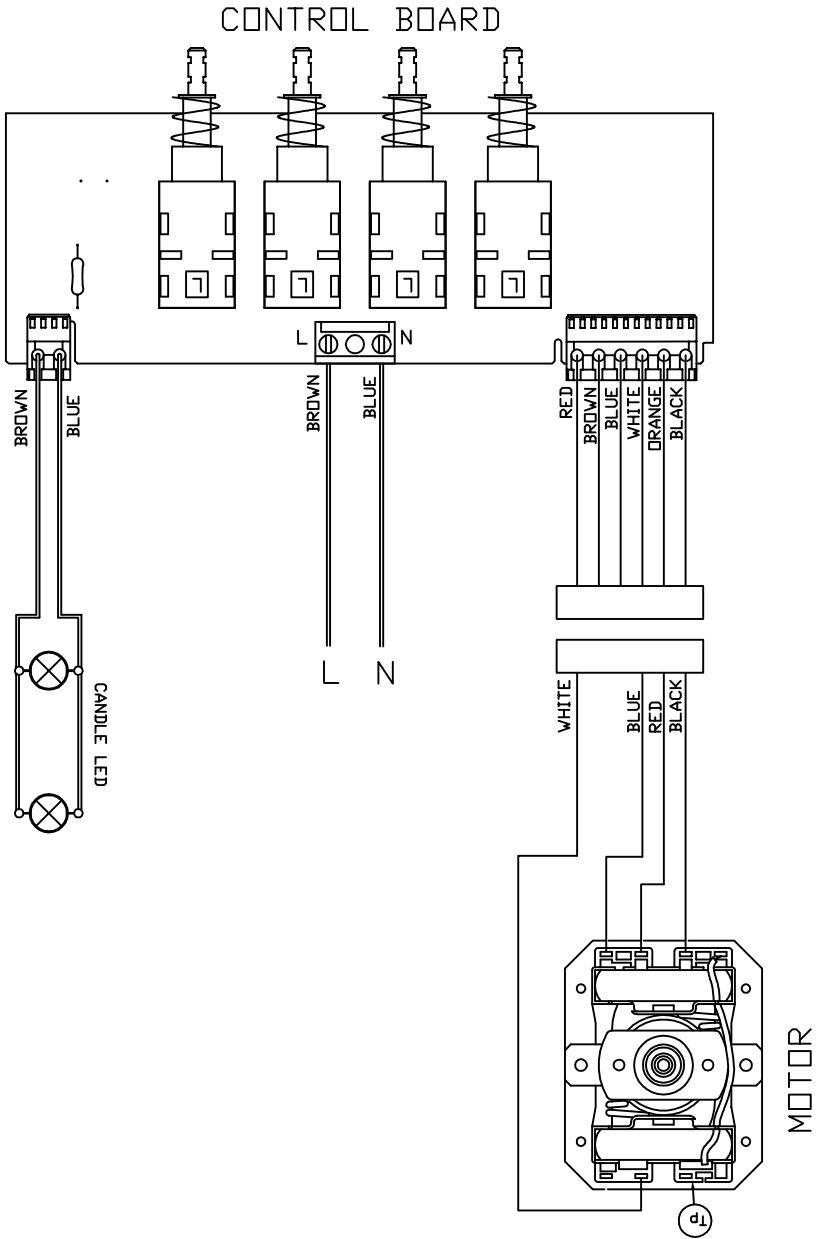 CONTROL BOARD
L
N
BROWN
BLUE
BROWN
BLUE
RED
BROWN
BLUE
WHITE
ORANGE
BLACK
L
N
CANDLE LED
WHITE
BLUE
RED
BLACK
MOTOR
Tp